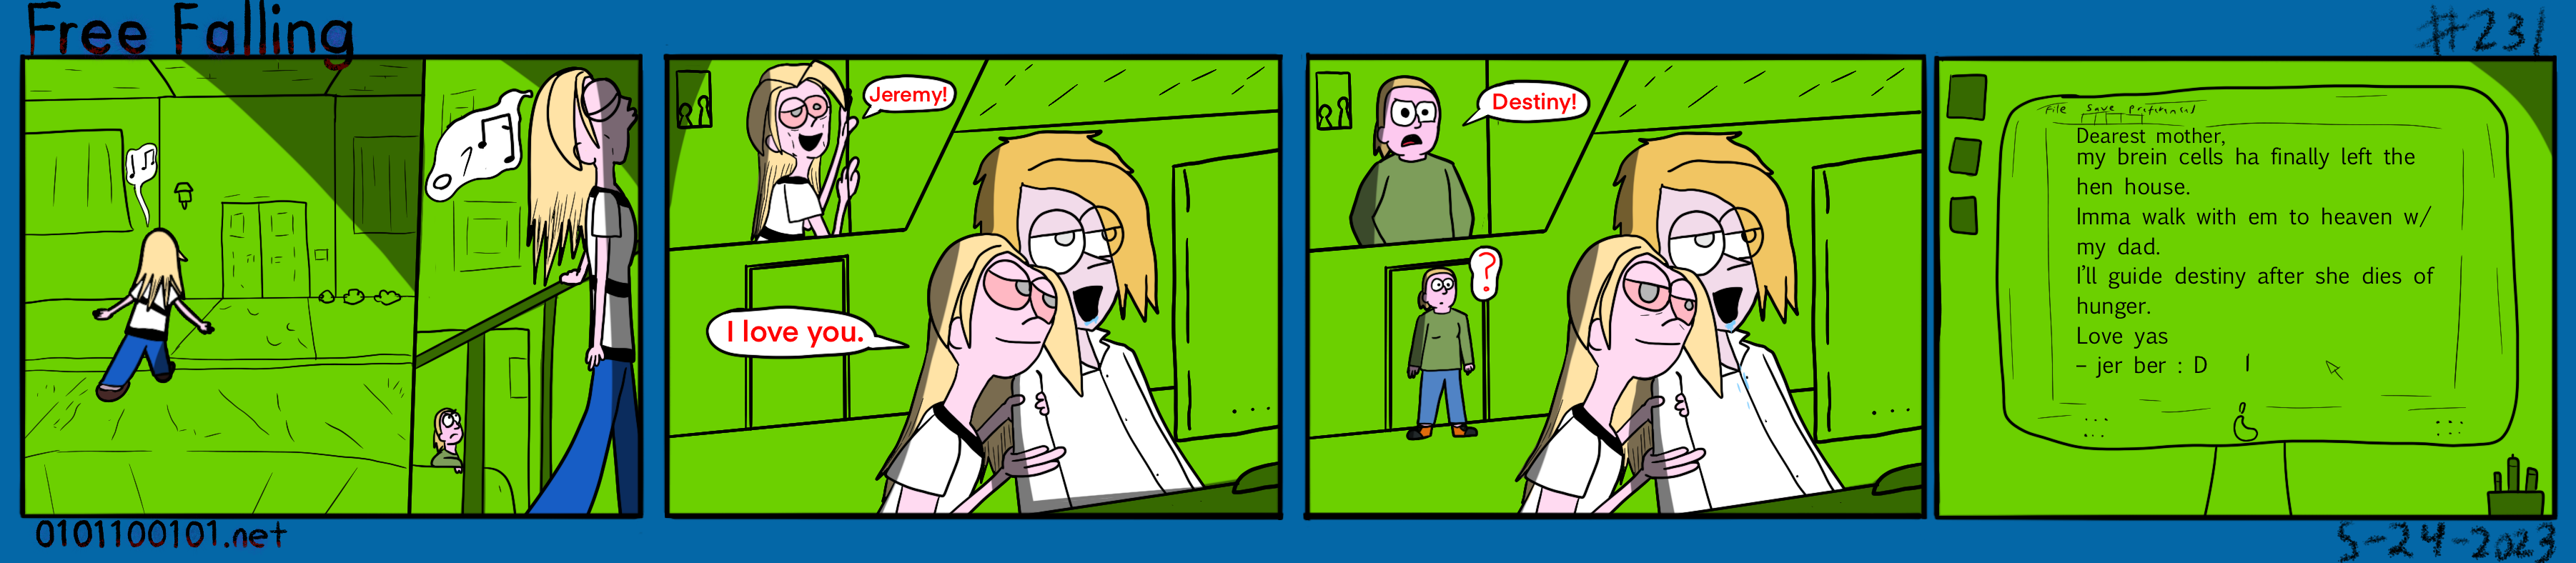 Free Falling
#231
Jeremy!
I love you.
Destiny!
?
File Save Preferences
Dearest mother,
my brein cells ha finally left the
hen house.
Imma walk with em to heaven w/
my dad.
I'll guide destiny after she dies of
hunger.
Love yas
– jer ber : D
0101100101.net
5-24-2023